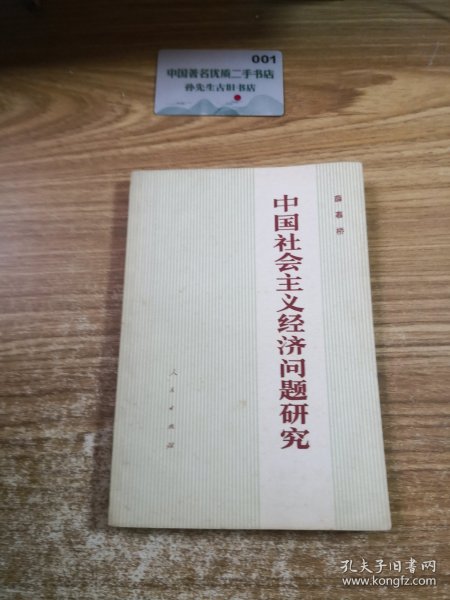 001
中国著名优质二手书店
孙先生古旧书店
薛暮桥
中国社会主义经济问题研究
人民出版社
孔夫子旧书网
www.kongfz.com